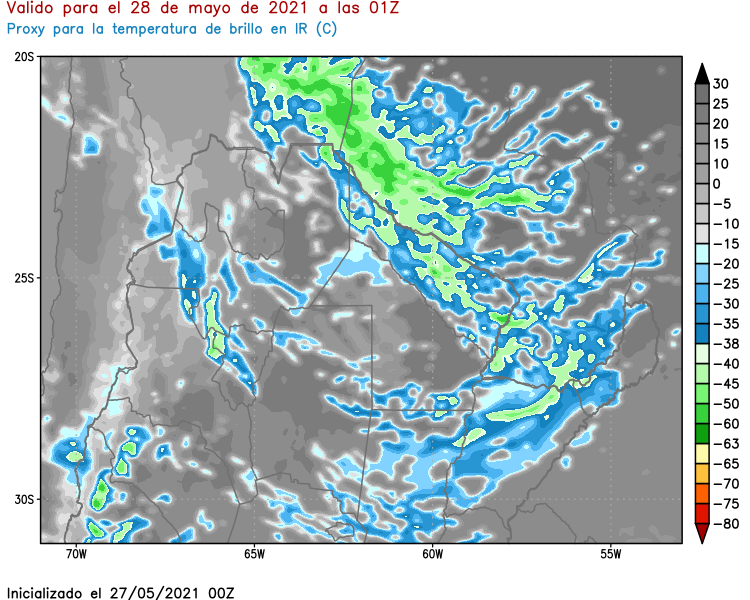 Valido para el 28 de mayo de 2021 a las 01Z
Proxy para la temperatura de brillo en IR (C)
20S
25S
30S
70W
65W
60W
55W
30
25
20
15
10
0
−5
−10
−15
−20
−25
−30
−35
−38
−40
−45
−50
−60
−63
−65
−70
−75
−80
Inicializado el 27/05/2021 00Z